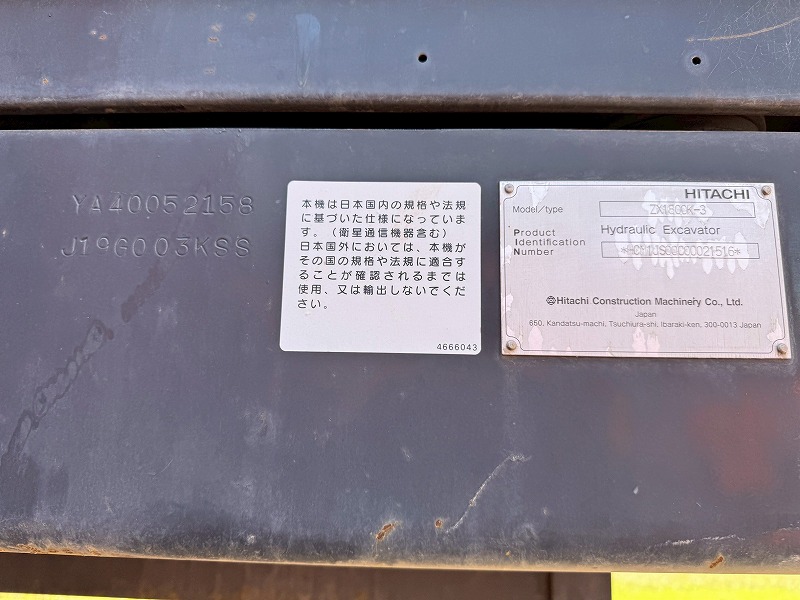 YA40052158
J19G003KSS
本機は日本国内の規格や法規
に基づいた仕様になっていま
す。(衛星通信機器含む)
日本国外においては、本機が
その国の規格や法規に適合す
ることが確認されるまでは
使用、又は輸出しないでくだ
さい。
4666043
HITACHI
Model/type
Hydraulic Excavator
Product
Identification
Number
Hitachi Construction Machinery Co., Ltd.
Japan
650, Kandatsu-machi, Tsuchiura-shi, Ibaraki-ken, 300-0013 Japan